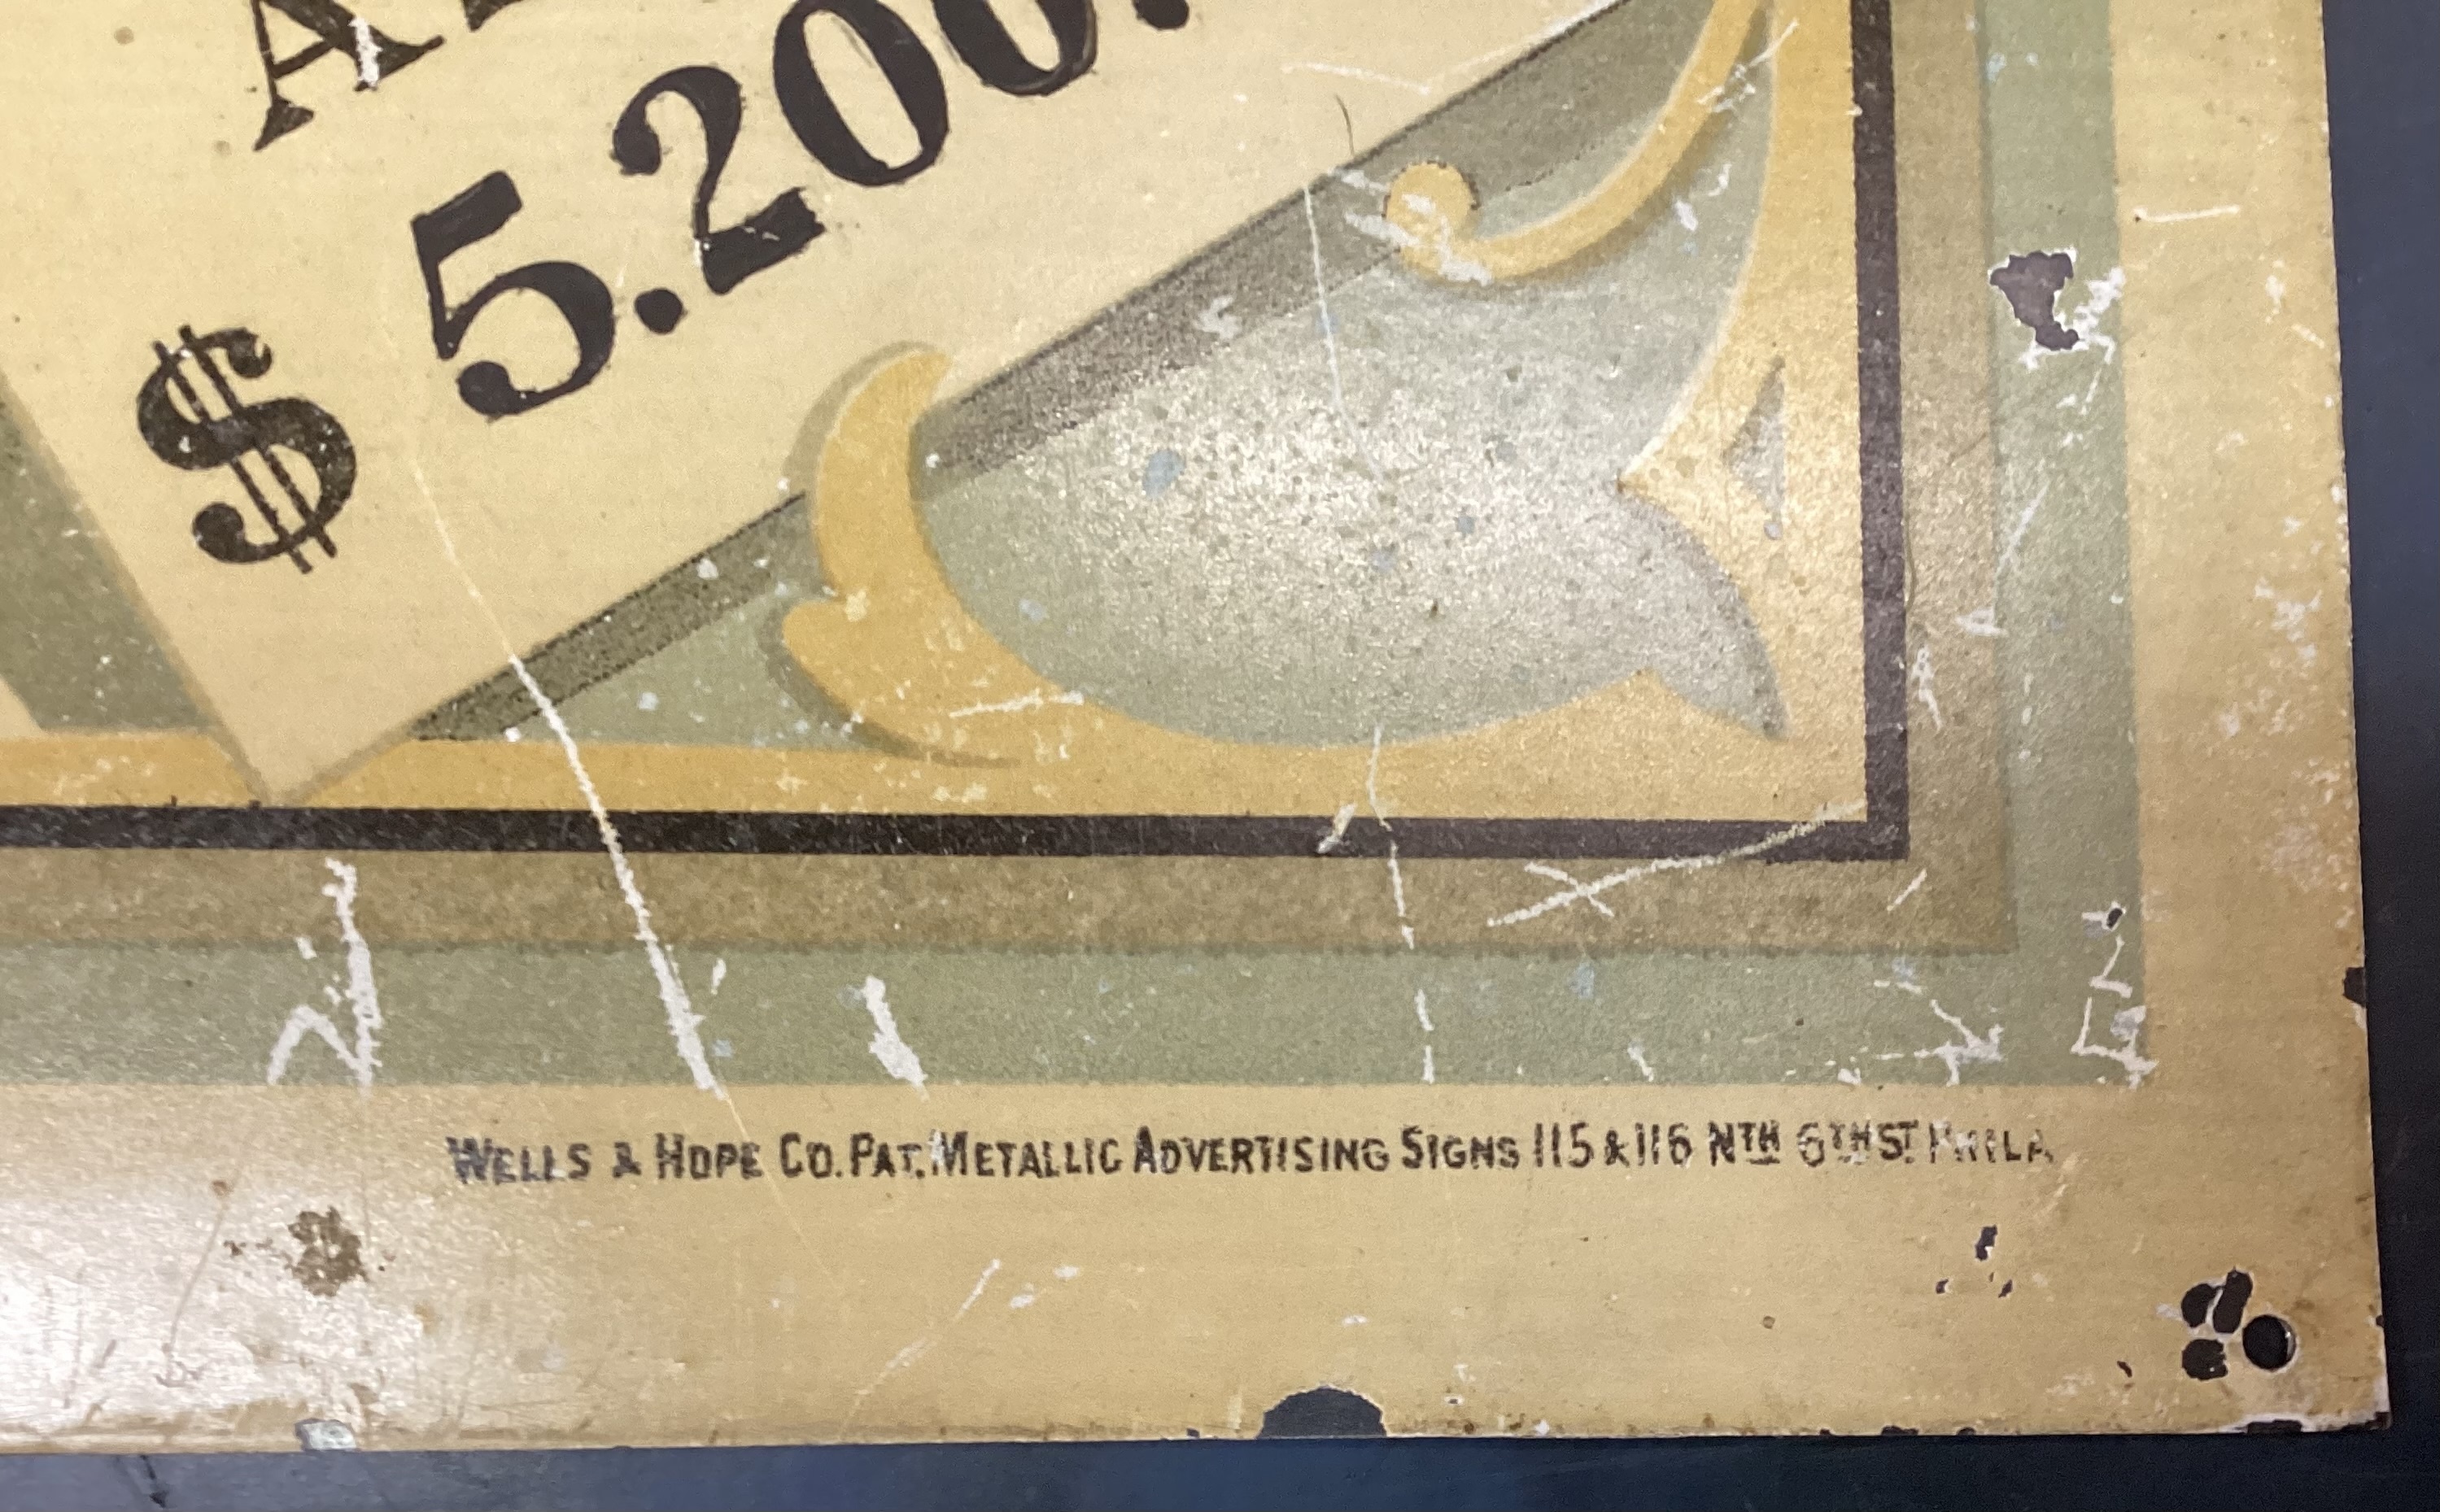 $ 5.200.
WELLS & HOPE CO. PAT. METALLIC ADVERTISING SIGNS 115 & 116 NTH 6TH ST PHILA